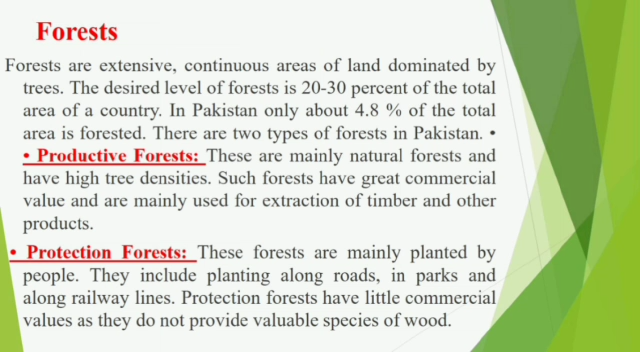 Forests
Forests are extensive, continuous areas of land dominated by
trees. The desired level of forests is 20-30 percent of the total
area of a country. In Pakistan only about 4.8 % of the total
area is forested. There are two types of forests in Pakistan. •
• Productive Forests: These are mainly natural forests and
have high tree densities. Such forests have great commercial
value and are mainly used for extraction of timber and other
products.
• Protection Forests: These forests are mainly planted by
people. They include planting along roads, in parks and
along railway lines. Protection forests have little commercial
values as they do not provide valuable species of wood.